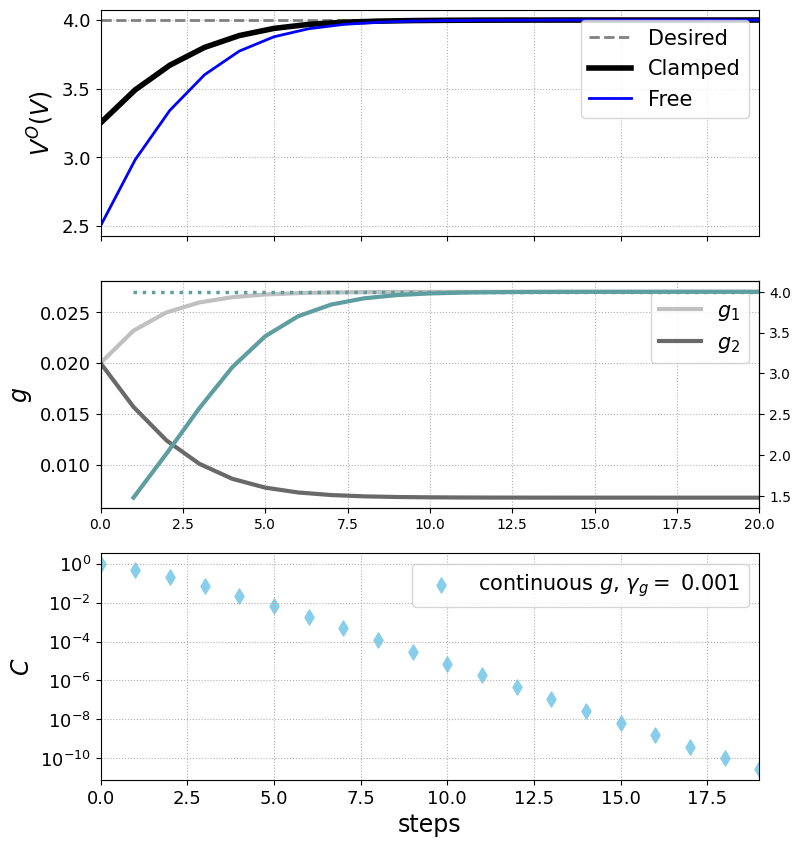 4.0
3.5
3.0
2.5
V^O(V)
Desired
Clamped
Free
0.025
0.020
0.015
0.010
g
g_1
g_2
4.0
3.5
3.0
2.5
2.0
1.5
0.0 2.5 5.0 7.5 10.0 12.5 15.0 17.5 20.0
10^0
10^{-2}
10^{-4}
10^{-6}
10^{-8}
10^{-10}
C
continuous g, γ_g = 0.001
0.0 2.5 5.0 7.5 10.0 12.5 15.0 17.5
steps